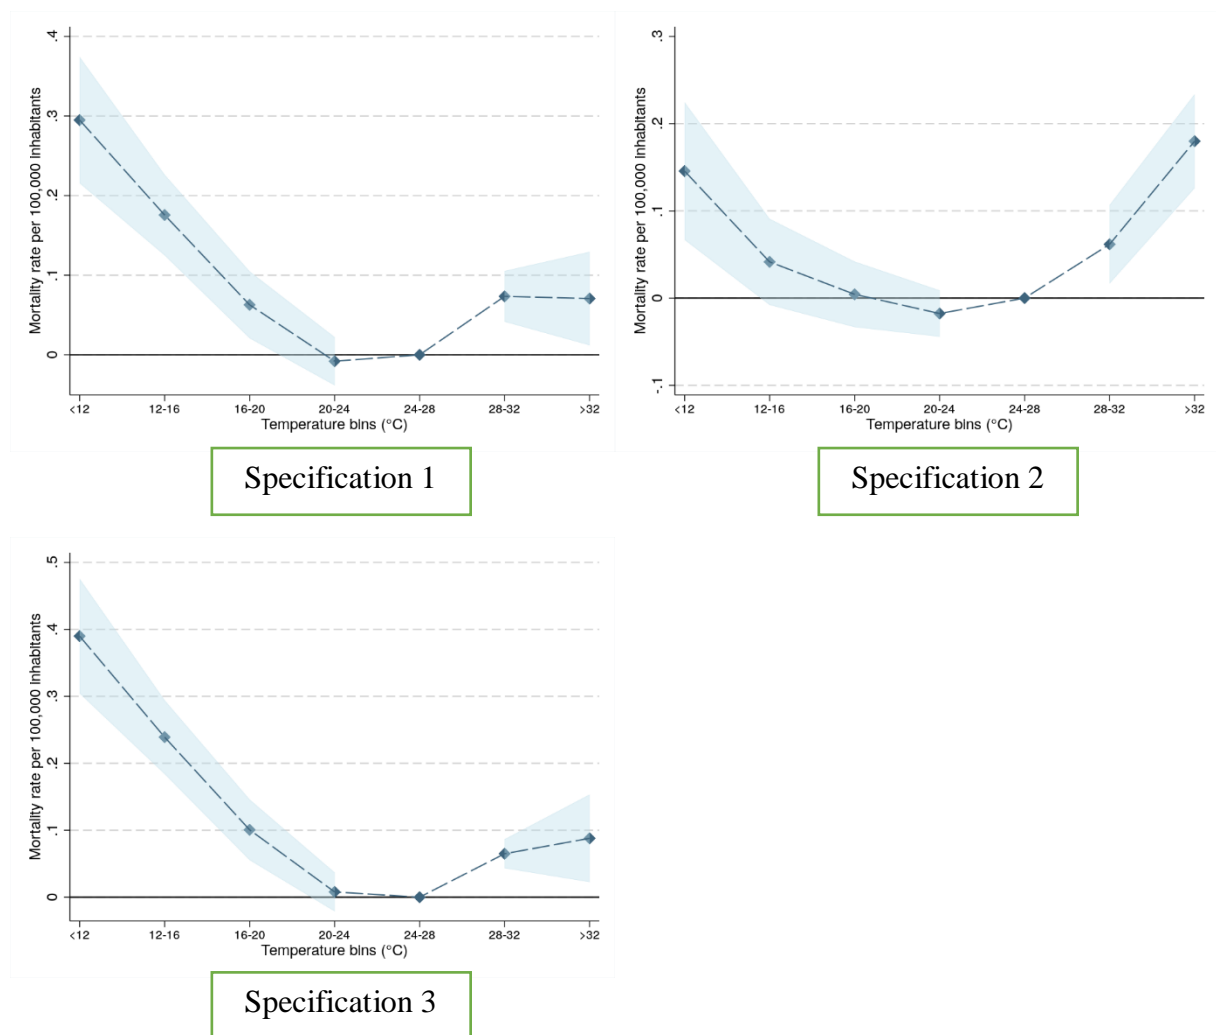 Mortality rate per 100,000 inhabitants
.4
.3
.2
.1
0
<12 12-16 16-20 20-24 24-28 28-32 >32
Temperature bins (°C)
Specification 1
Mortality rate per 100,000 inhabitants
.3
.2
.1
0
-.1
<12 12-16 16-20 20-24 24-28 28-32 >32
Temperature bins (°C)
Specification 2
Mortality rate per 100,000 inhabitants
.5
.4
.3
.2
.1
0
<12 12-16 16-20 20-24 24-28 28-32 >32
Temperature bins (°C)
Specification 3